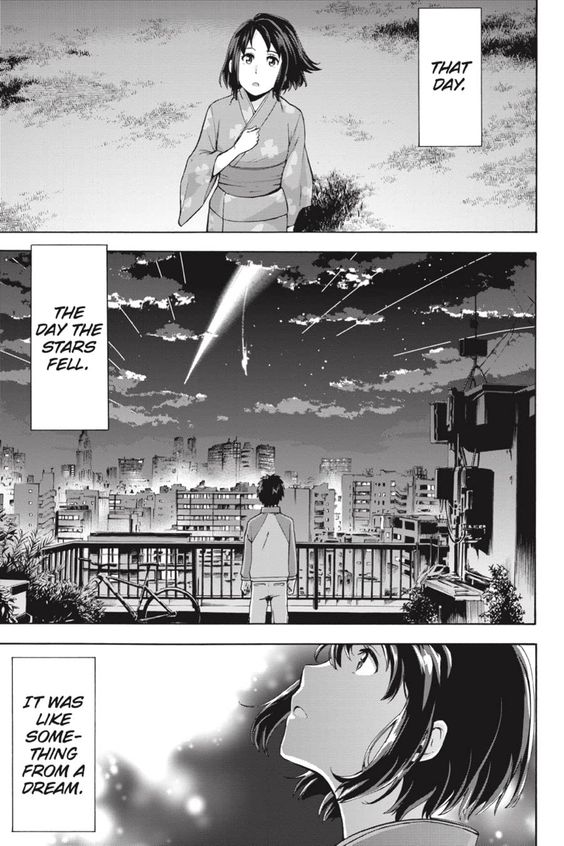 THAT
DAY.
THE
DAY THE
STARS
FELL.
IT WAS
LIKE
SOME-
THING
FROM A
DREAM.